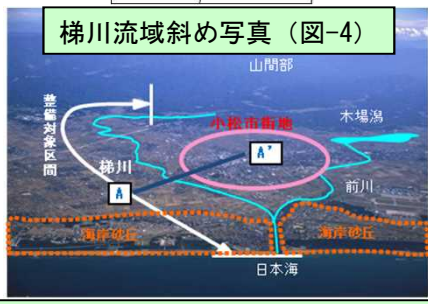 梯川流域斜め写真（図-4）
山間部
整備対象区間
小松市街地
木場潟
A'
梯川
A
前川
海岸砂丘
海岸砂丘
日本海